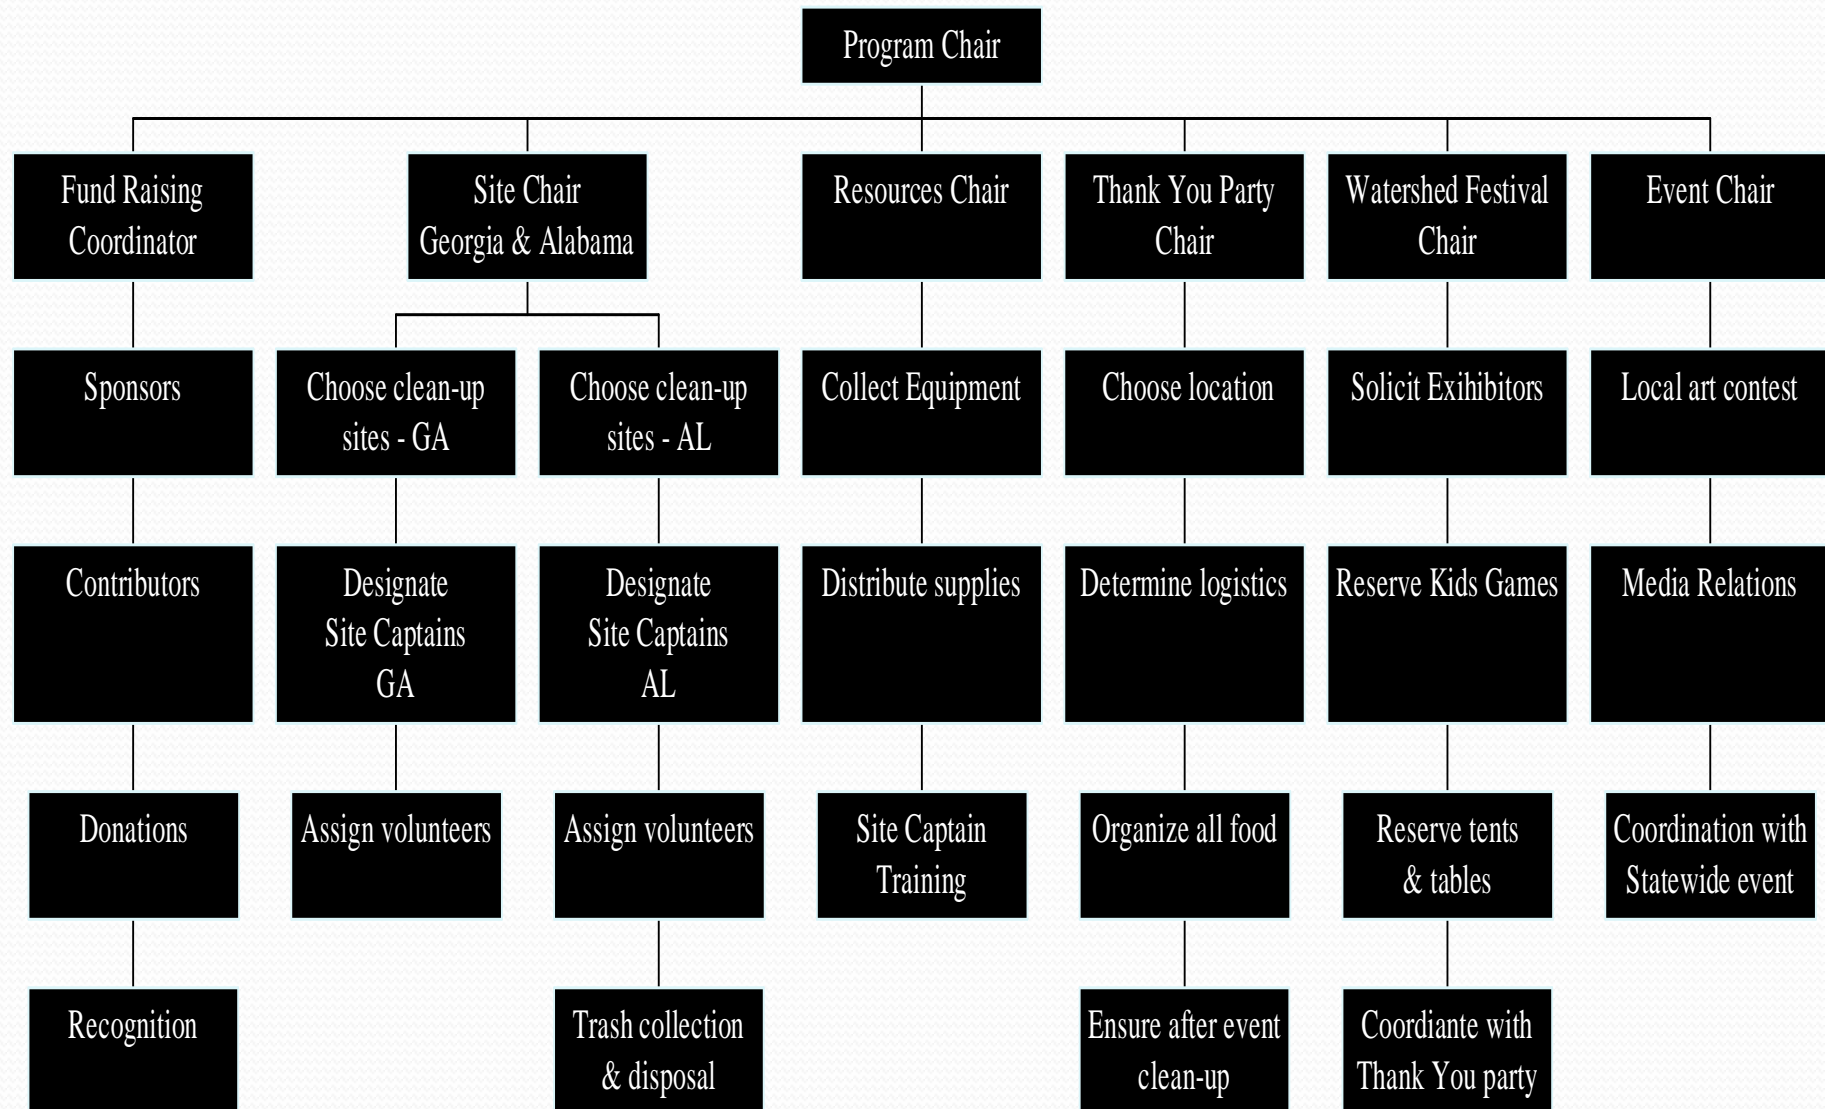 Program Chair
Fund Raising
Coordinator
Site Chair
Georgia & Alabama
Resources Chair
Thank You Party
Chair
Watershed Festival
Chair
Event Chair
Sponsors
Choose clean-up
sites - GA
Choose clean-up
sites - AL
Collect Equipment
Choose location
Solicit Exihibitors
Local art contest
Contributors
Designate
Site Captains
GA
Designate
Site Captains
AL
Distribute supplies
Determine logistics
Reserve Kids Games
Media Relations
Donations
Assign volunteers
Assign volunteers
Site Captain
Training
Organize all food
Reserve tents
& tables
Coordination with
Statewide event
Recognition
Trash collection
& disposal
Ensure after event
clean-up
Coordiante with
Thank You party